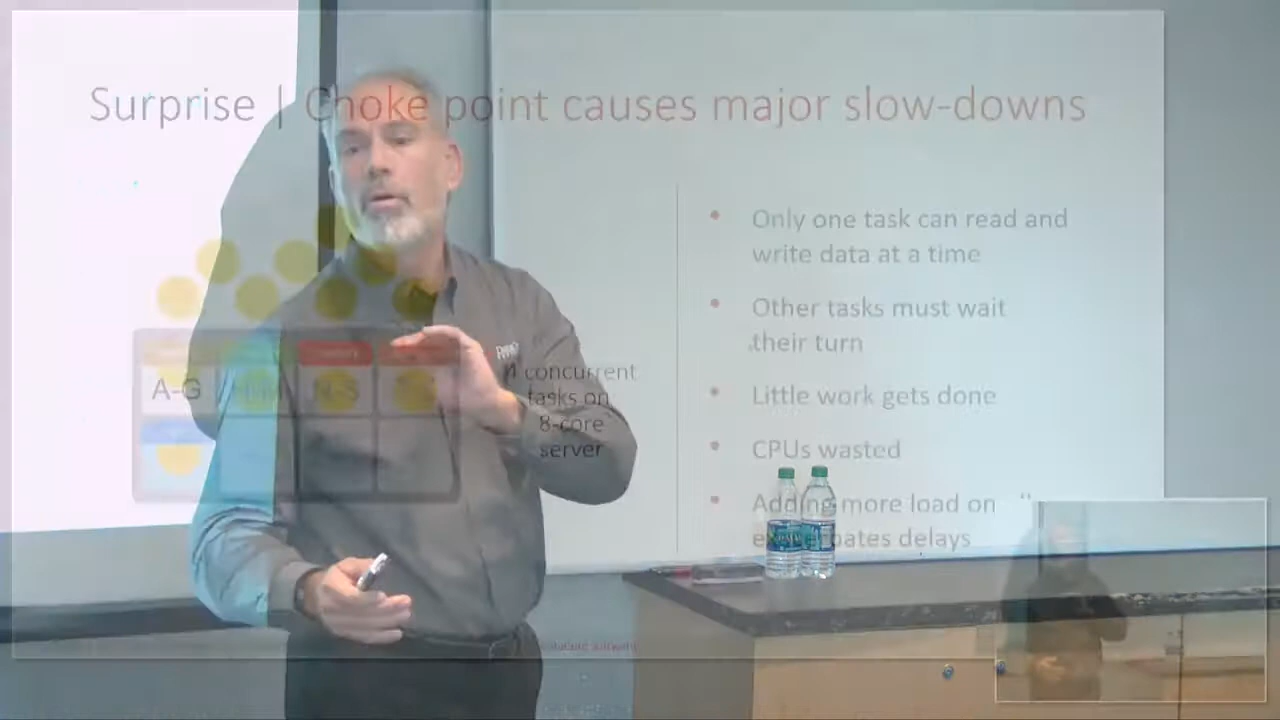 Surprise | Choke point causes major slow-downs
Only one task can read and
write data at a time
Other tasks must wait
their turn
Little work gets done
CPUs wasted
Adding more load on
delays
A-G
N-S
concurrent
tasks on
8-core
server